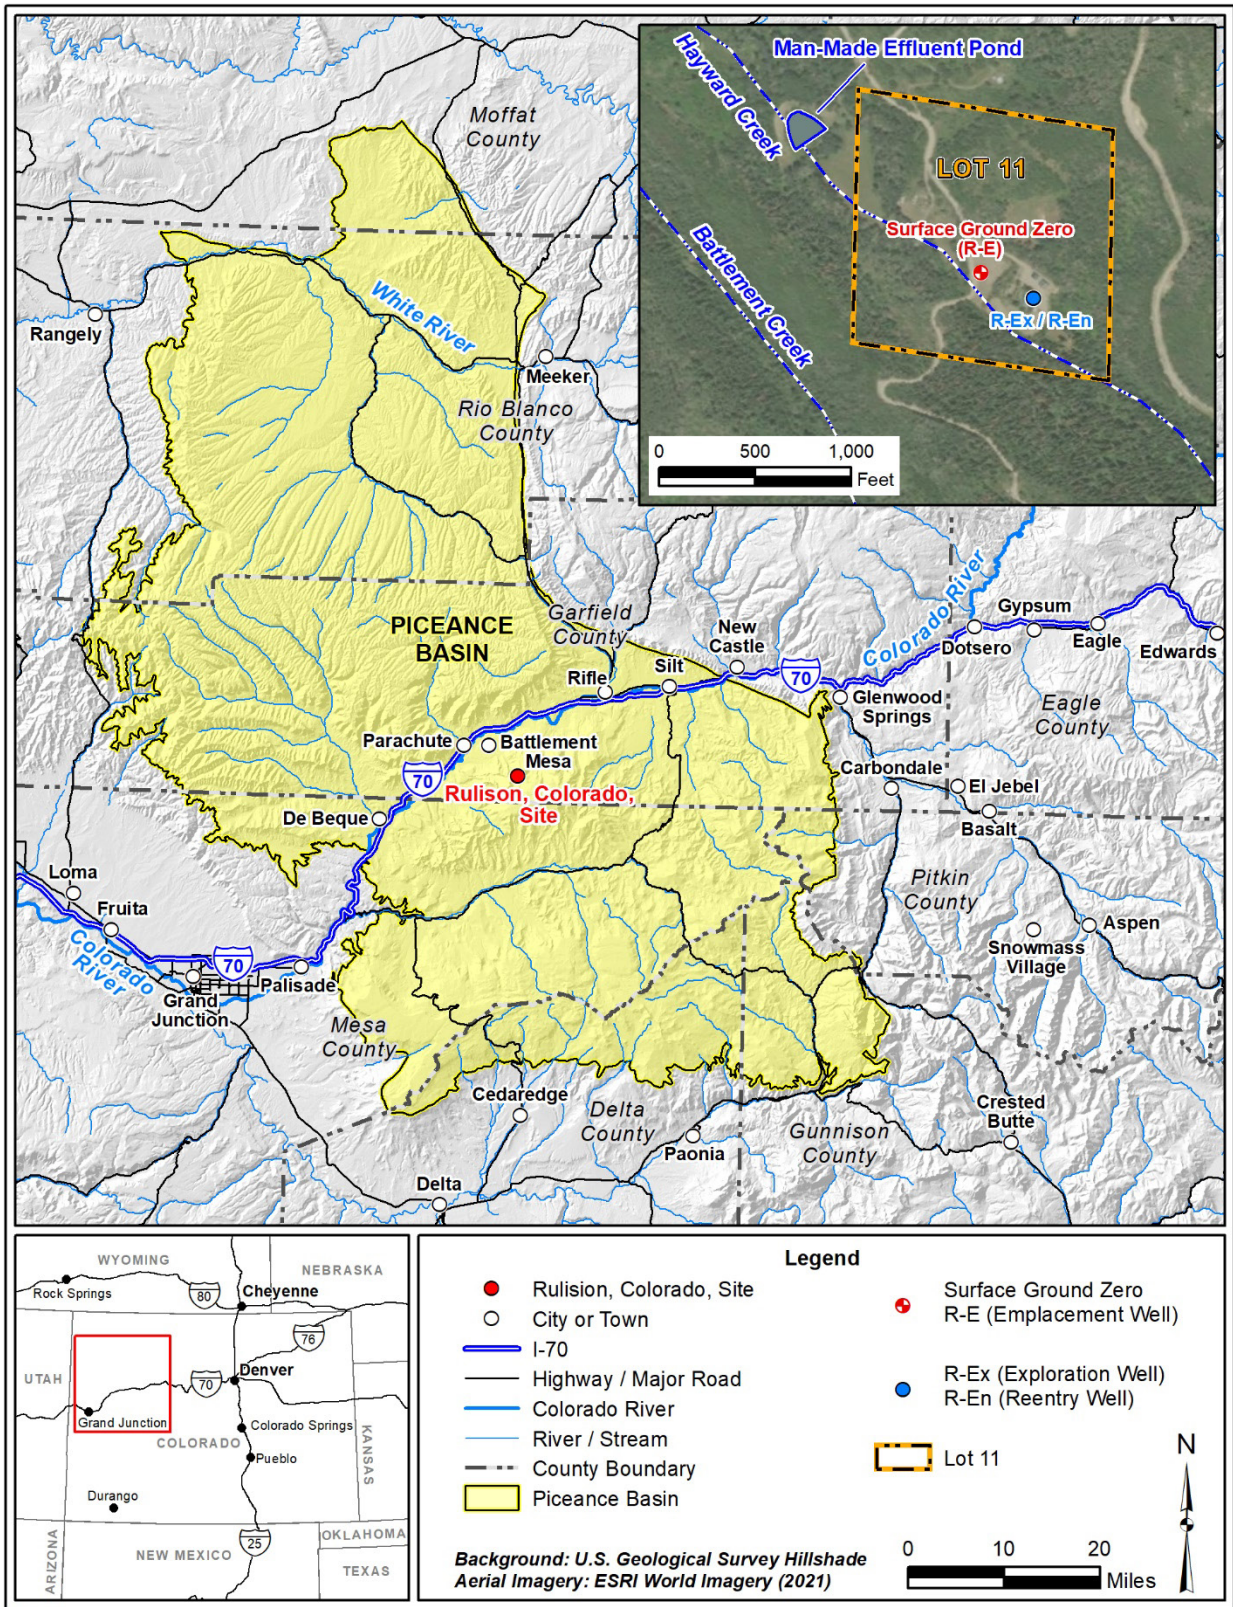 Moffat
County
Hayward Creek
Man-Made Effluent Pond
LOT 11
Surface Ground Zero
(R-E)
R-Ex / R-En
Battlement Creek
0 500 1,000
Feet
Rangely
White River
Meeker
Rio Blanco
County
Garfield
County
PICEANCE
BASIN
New
Castle
Silt
Rifle
70
Colorado River
Gypsum
Dotsero
Eagle
Edwards
Glenwood
Springs
Eagle
County
Parachute
Battlement
Mesa
70
Rulison, Colorado,
Site
Carbondale
El Jebel
Basalt
De Beque
Loma
Fruita
Colorado
River
70
Grand
Junction
Palisade
Pitkin
County
Aspen
Snowmass
Village
Mesa
County
Cedaredge
Delta
County
Paonia
Gunnison
County
Crested
Butte
Delta
WYOMING
NEBRASKA
Rock Springs
80
Cheyenne
76
UTAH
70
Denver
Grand Junction
Colorado Springs
COLORADO
KANSAS
Pueblo
Durango
ARIZONA
NEW MEXICO
25
OKLAHOMA
TEXAS
Legend
Rulision, Colorado, Site
City or Town
I-70
Highway / Major Road
Colorado River
River / Stream
County Boundary
Piceance Basin
Surface Ground Zero
R-E (Emplacement Well)
R-Ex (Exploration Well)
R-En (Reentry Well)
Lot 11
N
Background: U.S. Geological Survey Hillshade
Aerial Imagery: ESRI World Imagery (2021)
0 10 20
Miles